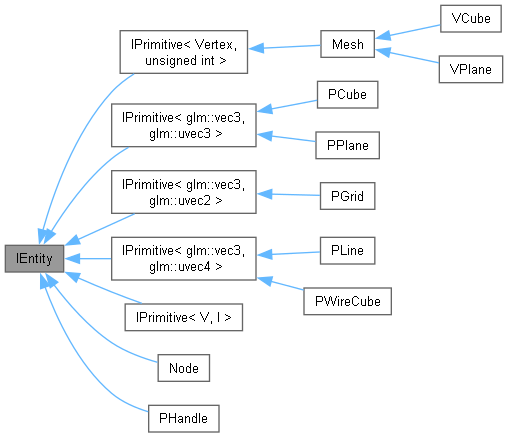 VCube
IPrimitive< Vertex,
unsigned int >
Mesh
VPlane
PCube
IPrimitive< glm::vec3,
glm::uvec3 >
PPlane
IPrimitive< glm::vec3,
glm::uvec2 >
PGrid
IEntity
IPrimitive< glm::vec3,
glm::uvec4 >
PLine
PWireCube
IPrimitive< V, I >
Node
PHandle